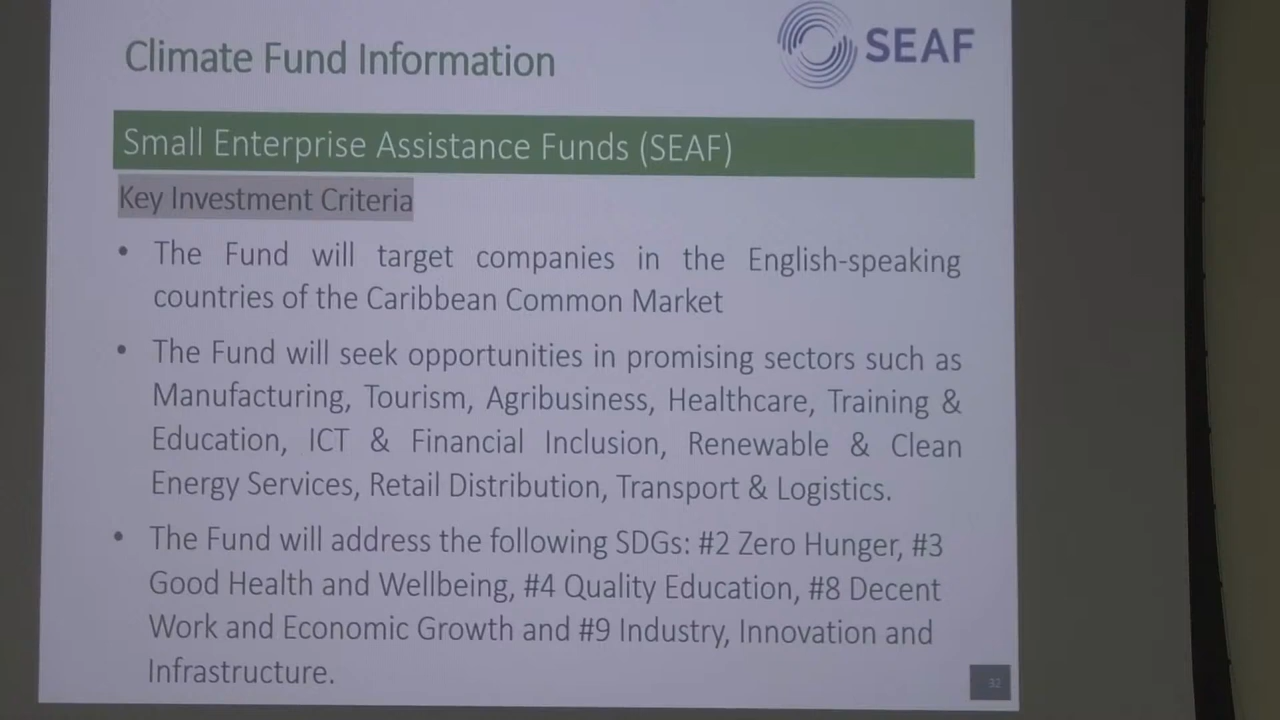 Climate Fund Information
SEAF
Small Enterprise Assistance Funds (SEAF)
Key Investment Criteria
• The Fund will target companies in the English-speaking
countries of the Caribbean Common Market
• The Fund will seek opportunities in promising sectors such as
Manufacturing, Tourism, Agribusiness, Healthcare, Training &
Education, ICT & Financial Inclusion, Renewable & Clean
Energy Services, Retail Distribution, Transport & Logistics.
• The Fund will address the following SDGs: #2 Zero Hunger, #3
Good Health and Wellbeing, #4 Quality Education, #8 Decent
Work and Economic Growth and #9 Industry, Innovation and
Infrastructure.
32